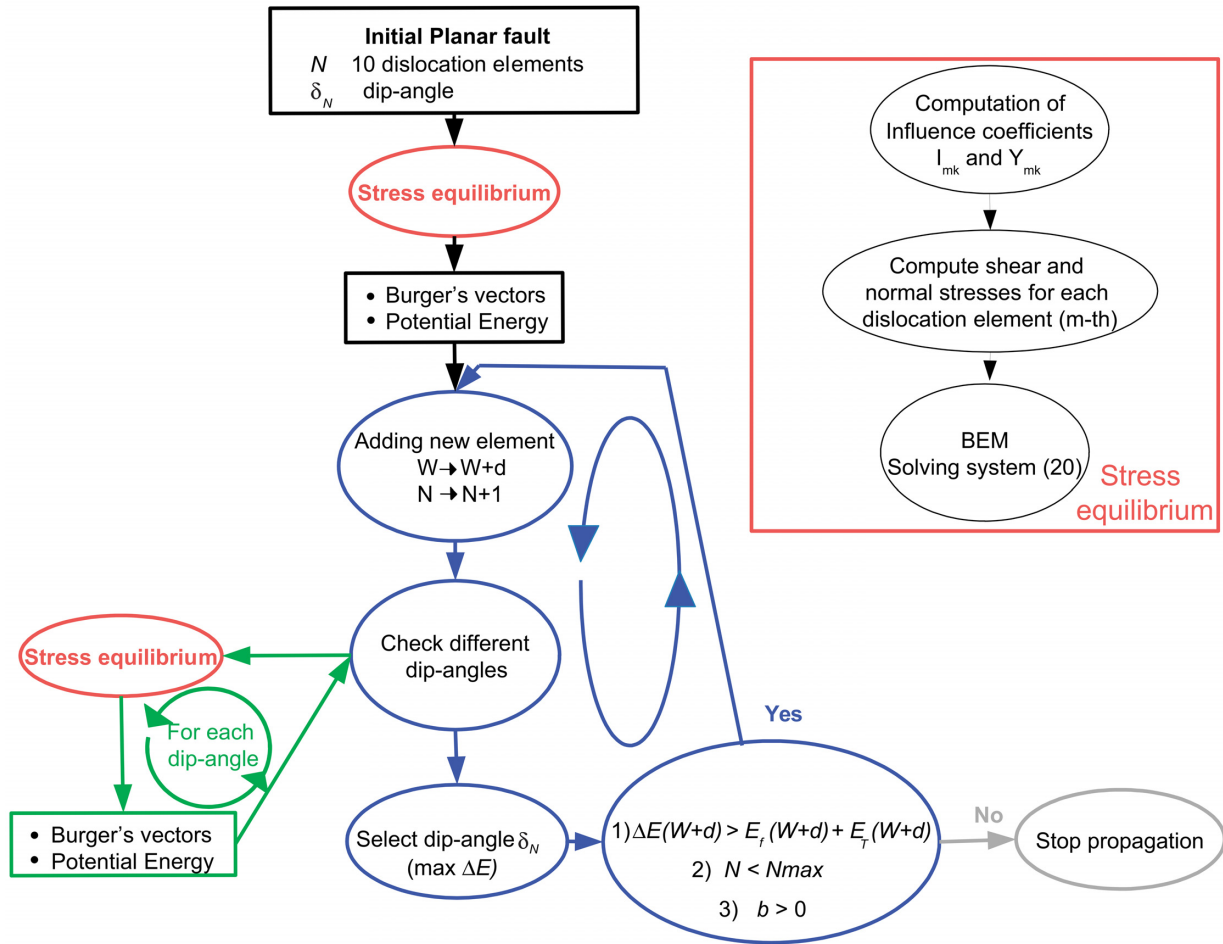 Initial Planar fault
N 10 dislocation elements
δN dip-angle
Stress equilibrium
• Burger's vectors
• Potential Energy
Adding new element
W → W+d
N → N+1
Check different
dip-angles
Stress equilibrium
For each
dip-angle
• Burger's vectors
• Potential Energy
Select dip-angle δN
(max ΔE)
Yes
1) ΔE(W+d) > Ef (W+d) + ET (W+d)
2) N < Nmax
3) b > 0
No
Stop propagation
Computation of
Influence coefficients
Imk and Ymk
Compute shear and
normal stresses for each
dislocation element (m-th)
BEM
Solving system (20)
Stress
equilibrium